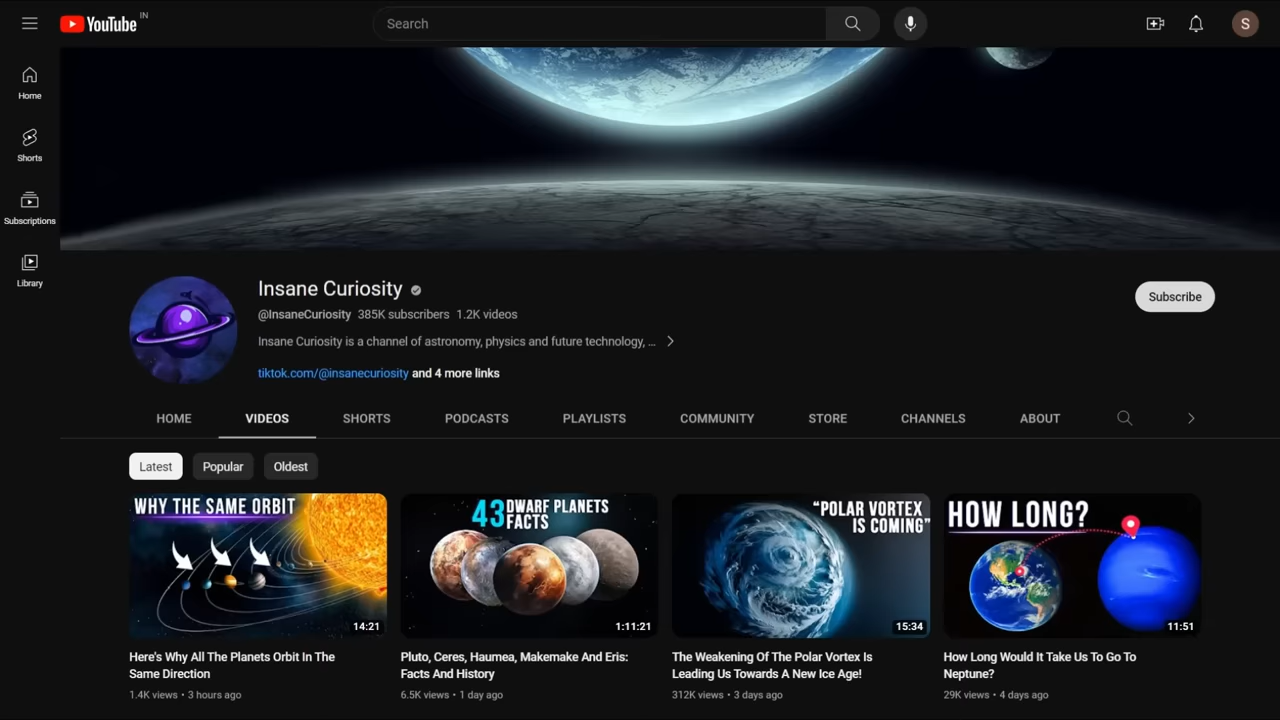 YouTube IN
Search
S
Home
Shorts
Subscriptions
Library
Insane Curiosity
@InsaneCuriosity 385K subscribers 1.2K videos
Insane Curiosity is a channel of astronomy, physics and future technology, ...
tiktok.com/@insanecuriosity and 4 more links
Subscribe
HOME VIDEOS SHORTS PODCASTS PLAYLISTS COMMUNITY STORE CHANNELS ABOUT
Latest Popular Oldest
WHY THE SAME ORBIT
14:21
43 DWARF PLANETS
FACTS
1:11:21
“POLAR VORTEX
IS COMING”
15:34
HOW LONG?
11:51
Here's Why All The Planets Orbit In The
Same Direction
1.4K views • 3 hours ago
Pluto, Ceres, Haumea, Makemake And Eris:
Facts And History
6.5K views • 1 day ago
The Weakening Of The Polar Vortex Is
Leading Us Towards A New Ice Age!
312K views • 3 days ago
How Long Would It Take Us To Go To
Neptune?
29K views • 4 days ago